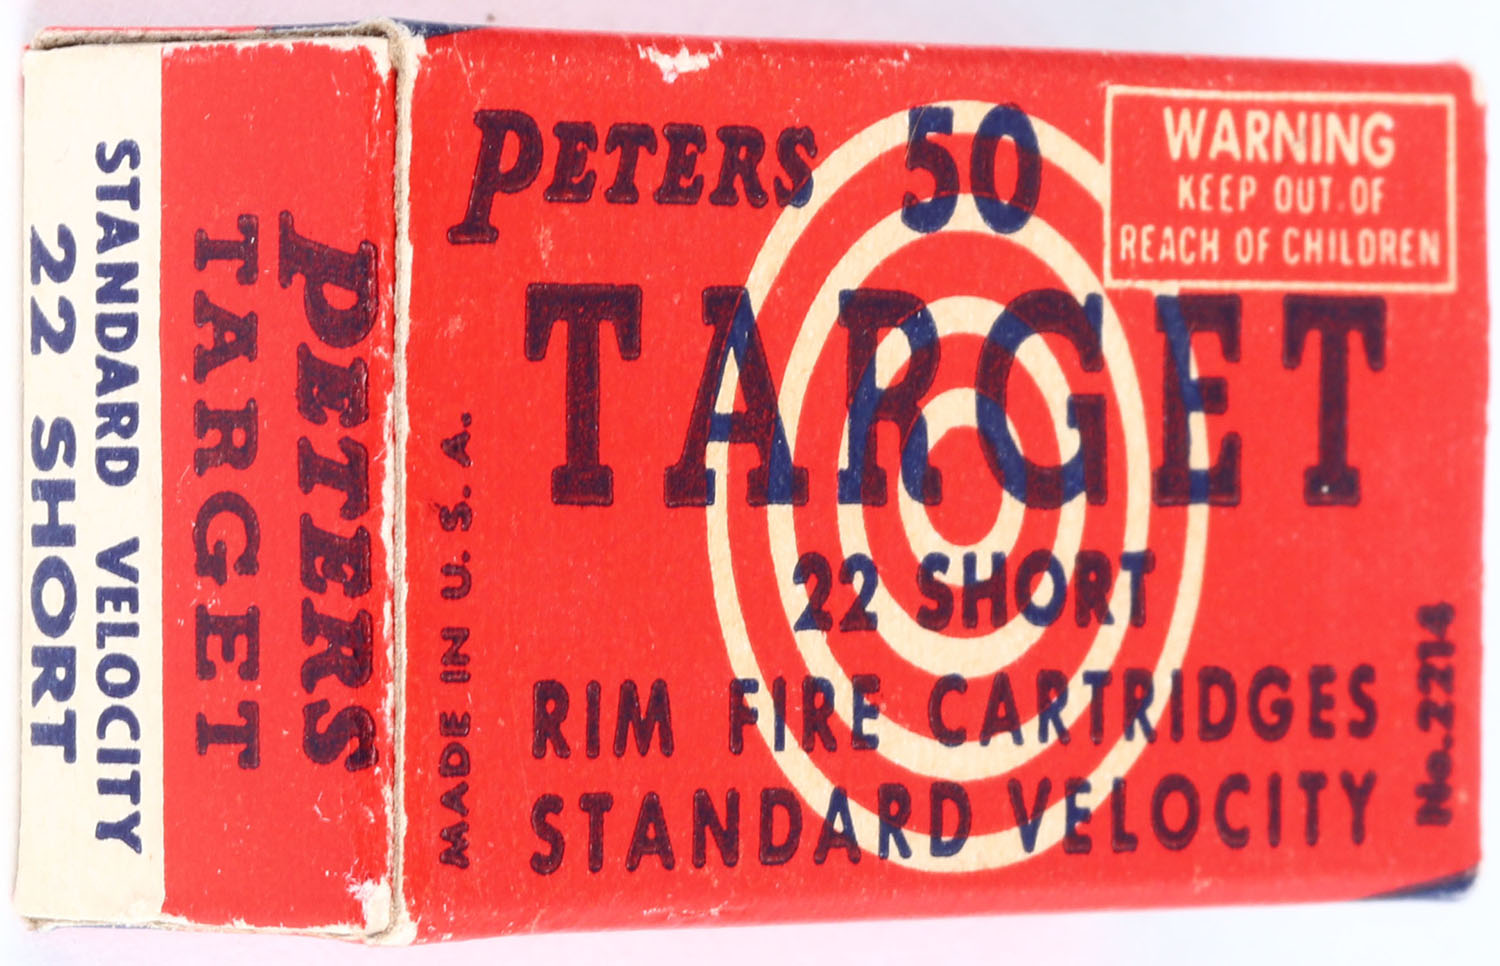 PETERS 50
TARGET
22 SHORT
RIM FIRE CARTRIDGES
STANDARD VELOCITY
WARNING
KEEP OUT OF
REACH OF CHILDREN
MADE IN U.S.A.
No. 2214
PETERS
TARGET
STANDARD VELOCITY
22 SHORT